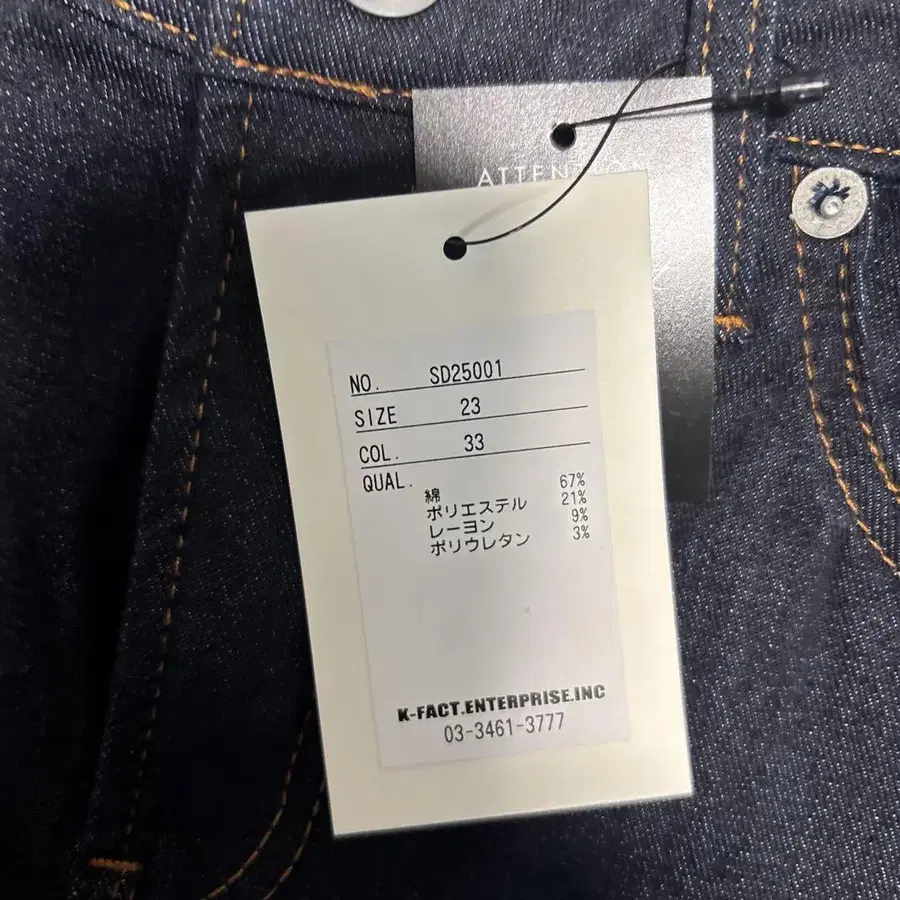 ATTENTION
NO. SD25001
SIZE 23
COL. 33
QUAL.
綿 67%
ポリエステル 21%
レーヨン 9%
ポリウレタン 3%
K-FACT.ENTERPRISE.INC
03-3461-3777